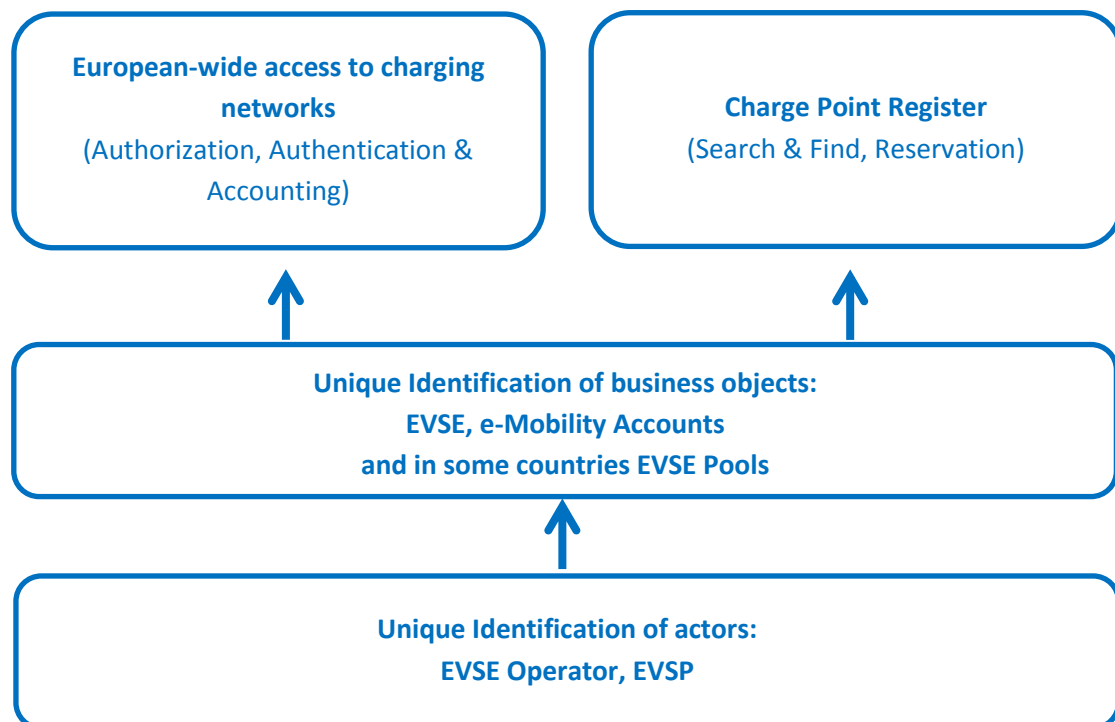 European-wide access to charging
networks
(Authorization, Authentication &
Accounting)
Charge Point Register
(Search & Find, Reservation)
Unique Identification of business objects:
EVSE, e-Mobility Accounts
and in some countries EVSE Pools
Unique Identification of actors:
EVSE Operator, EVSP